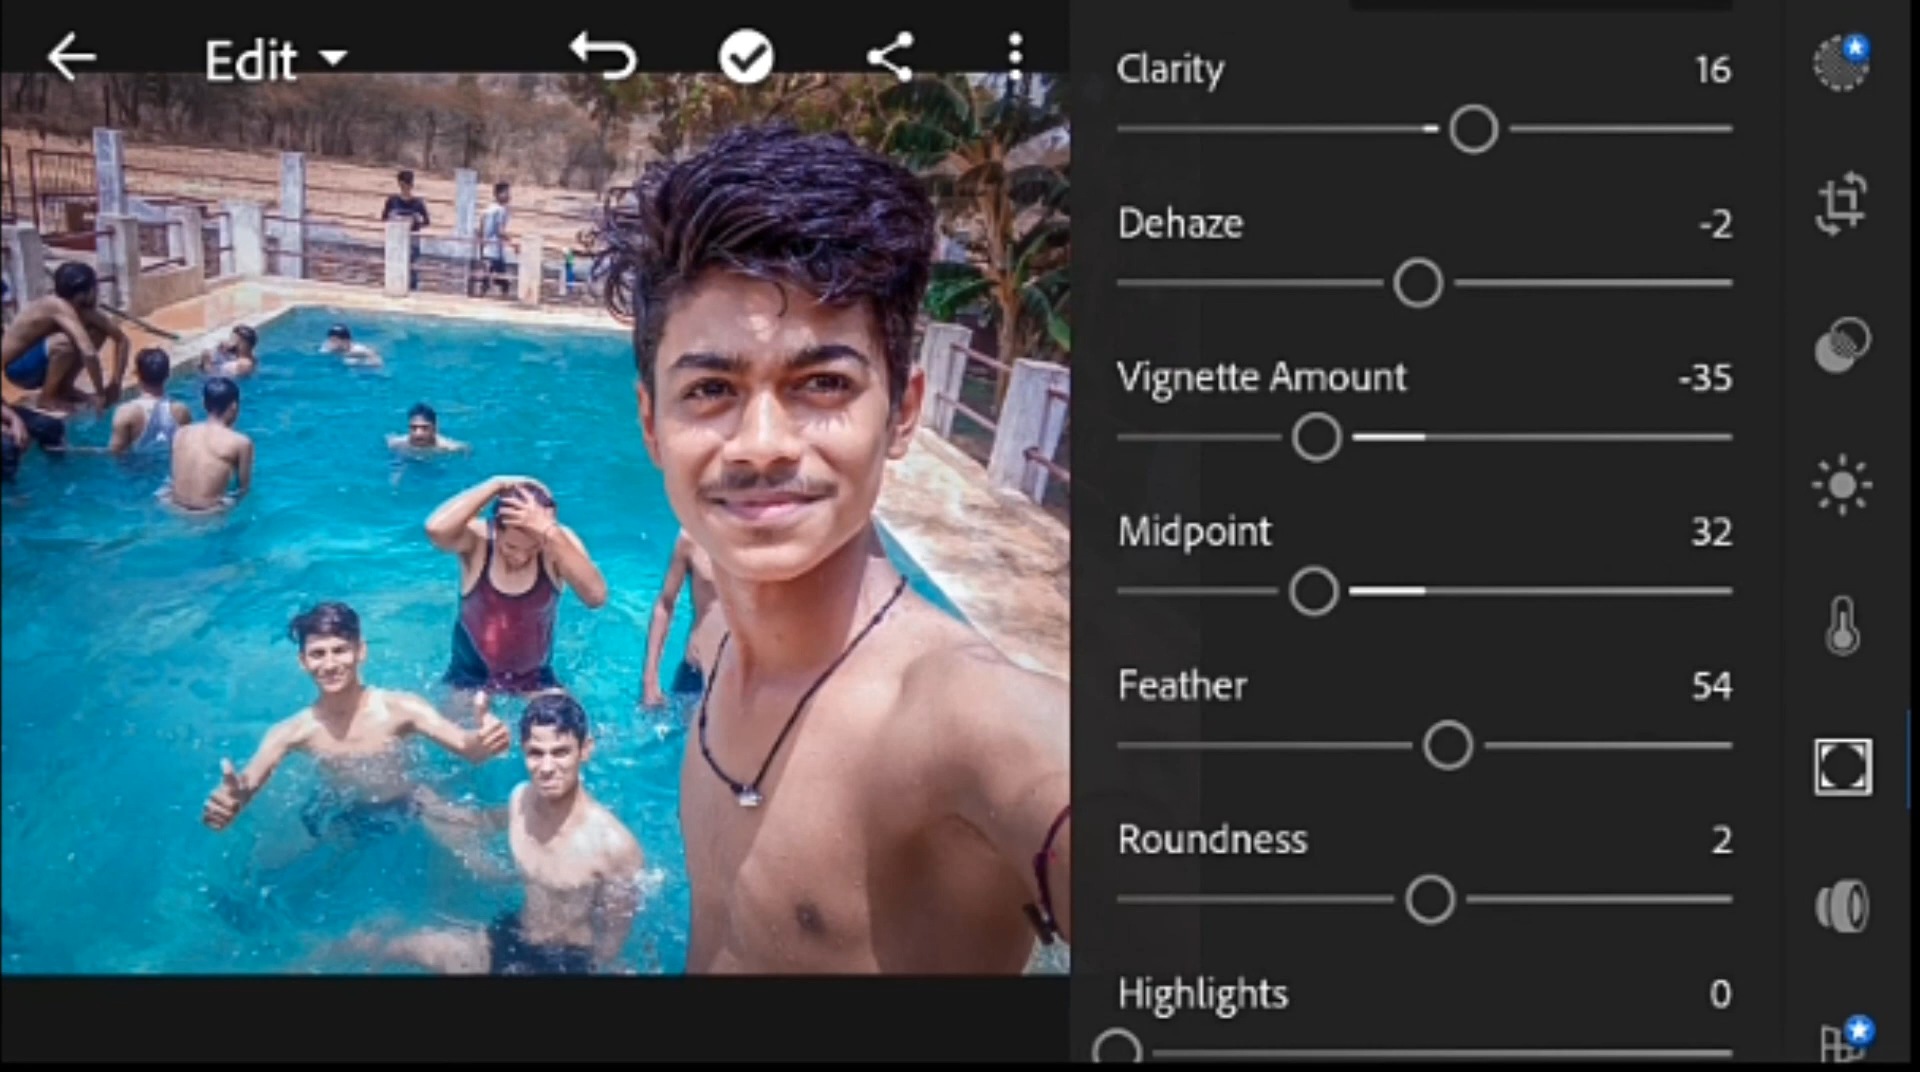 Edit
Clarity 16
Dehaze -2
Vignette Amount -35
Midpoint 32
Feather 54
Roundness 2
Highlights 0